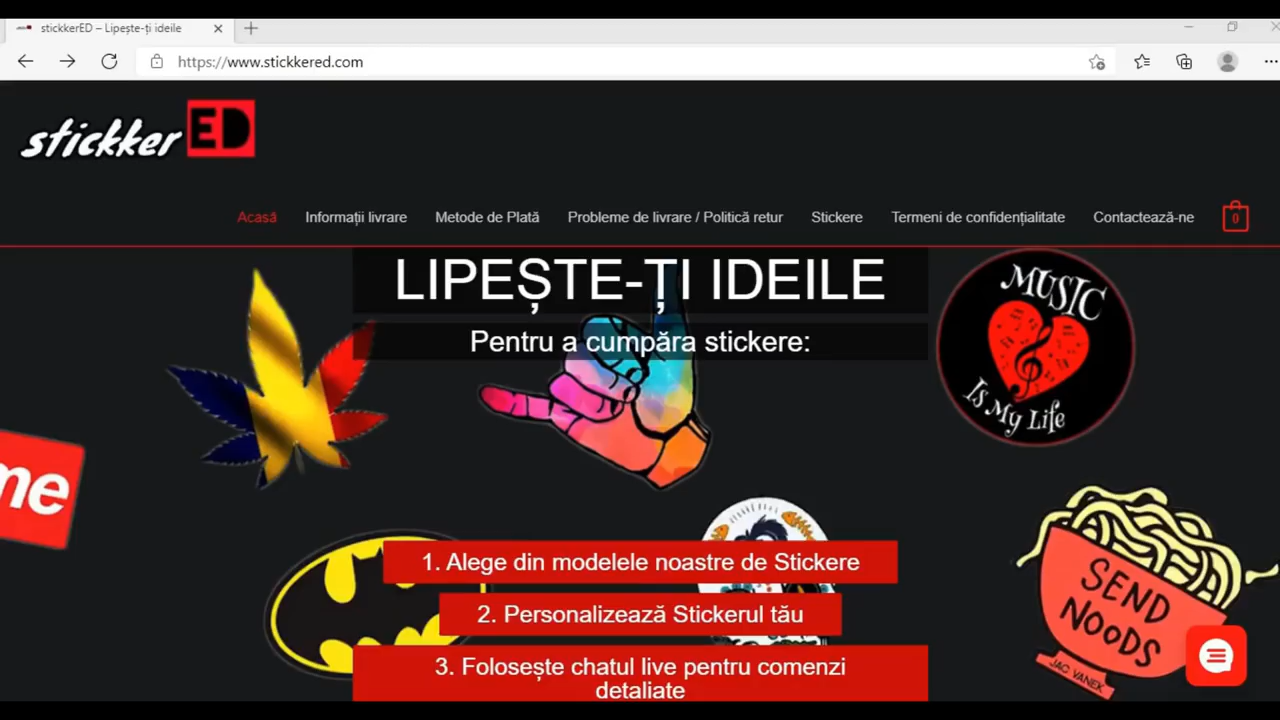 stickkerED – Lipește-ți ideile
https://www.stickkered.com
stickker ED
Acasă Informații livrare Metode de Plată Probleme de livrare / Politică retur Stickere Termeni de confidențialitate Contactează-ne 0
LIPEȘTE-ȚI IDEILE
Pentru a cumpăra stickere:
MUSIC
Is My Life
me
1. Alege din modelele noastre de Stickere
2. Personalizează Stickerul tău
3. Folosește chatul live pentru comenzi
detaliate
SEND
NOODS
JAC VANEK